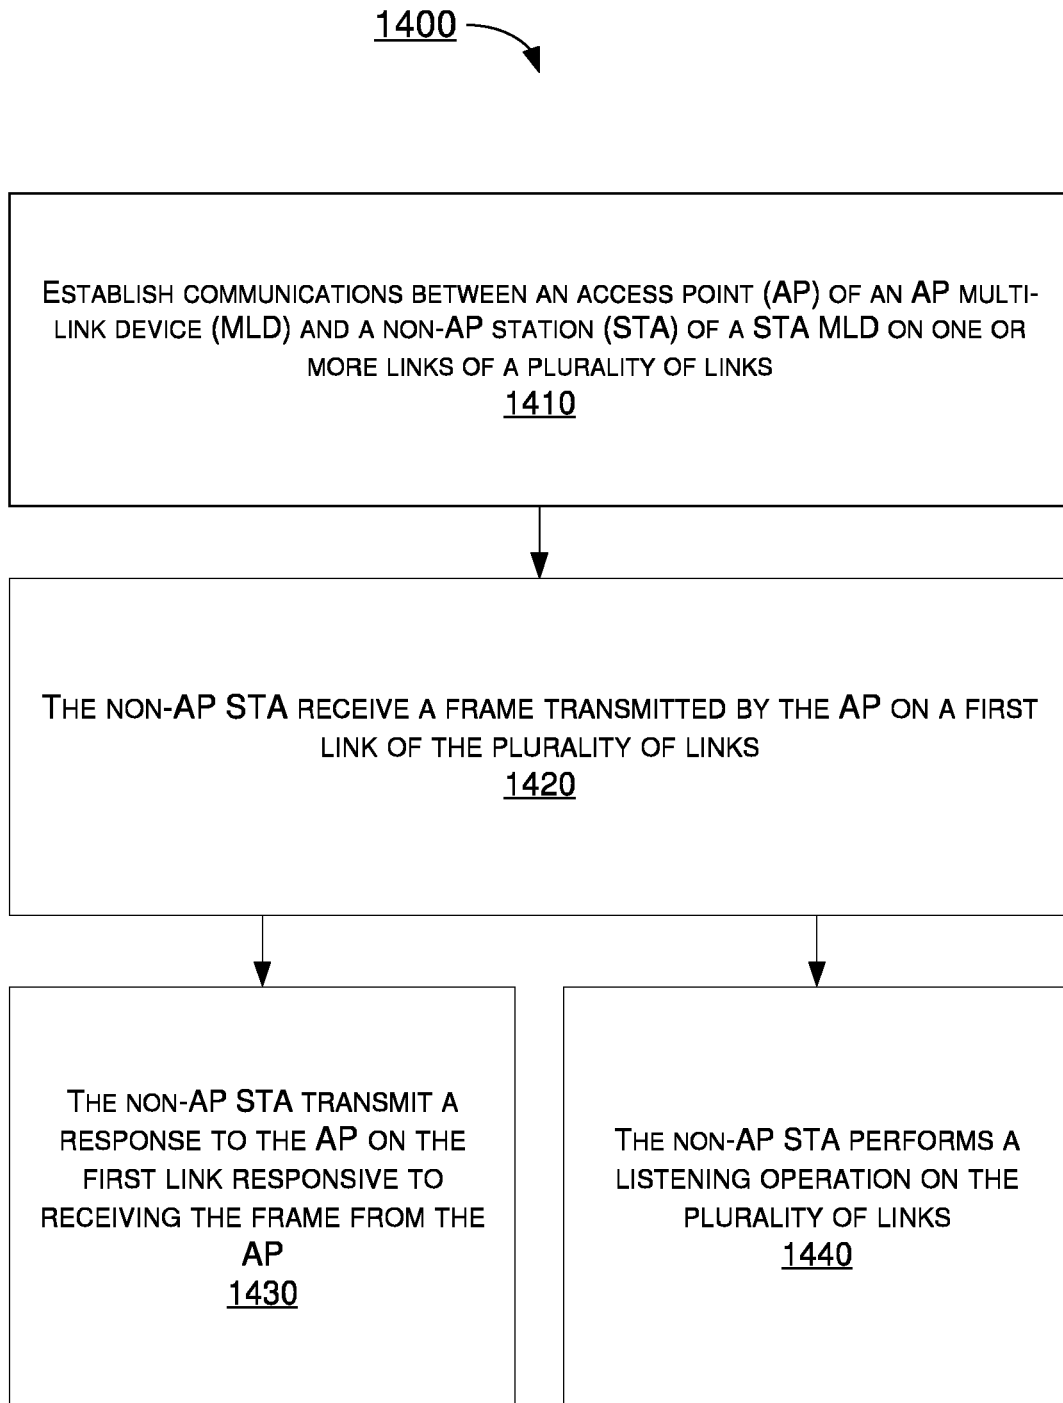 1400
ESTABLISH COMMUNICATIONS BETWEEN AN ACCESS POINT (AP) OF AN AP MULTI-
LINK DEVICE (MLD) AND A NON-AP STATION (STA) OF A STA MLD ON ONE OR
MORE LINKS OF A PLURALITY OF LINKS
1410
THE NON-AP STA RECEIVE A FRAME TRANSMITTED BY THE AP ON A FIRST
LINK OF THE PLURALITY OF LINKS
1420
THE NON-AP STA TRANSMIT A
RESPONSE TO THE AP ON THE
FIRST LINK RESPONSIVE TO
RECEIVING THE FRAME FROM THE
AP
1430
THE NON-AP STA PERFORMS A
LISTENING OPERATION ON THE
PLURALITY OF LINKS
1440